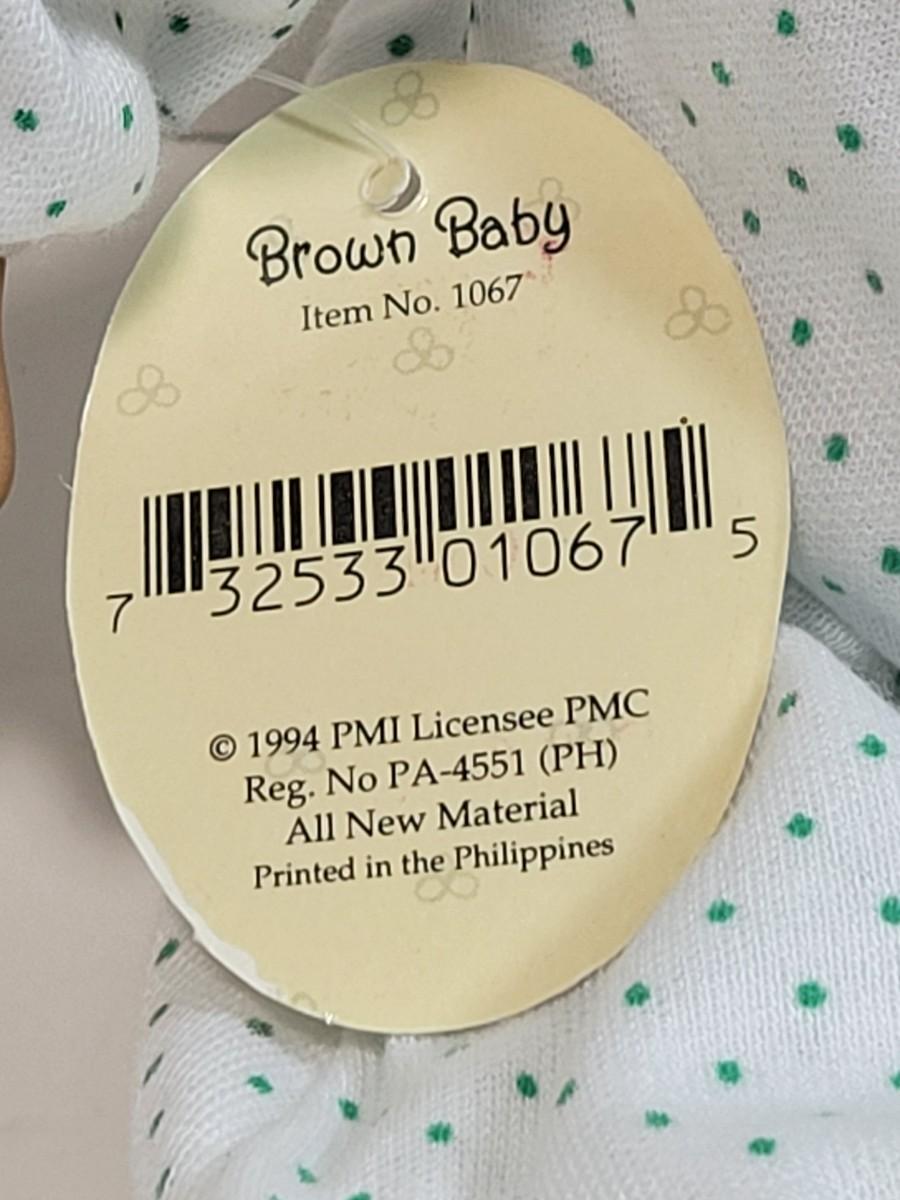 Brown Baby
Item No. 1067
7 32533 01067 5
© 1994 PMI Licensee PMC
Reg. No PA-4551 (PH)
All New Material
Printed in the Philippines